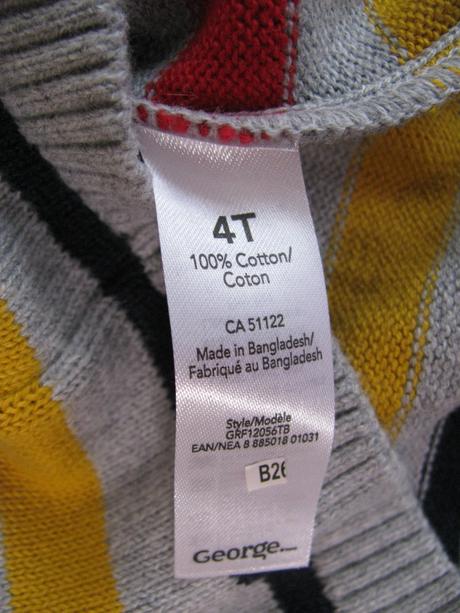 4T
100% Cotton/
Coton
CA 51122
Made in Bangladesh/
Fabriqué au Bangladesh
Style/Modèle
GRF12056TB
EAN/NEA 8 885018 01031
B26
George